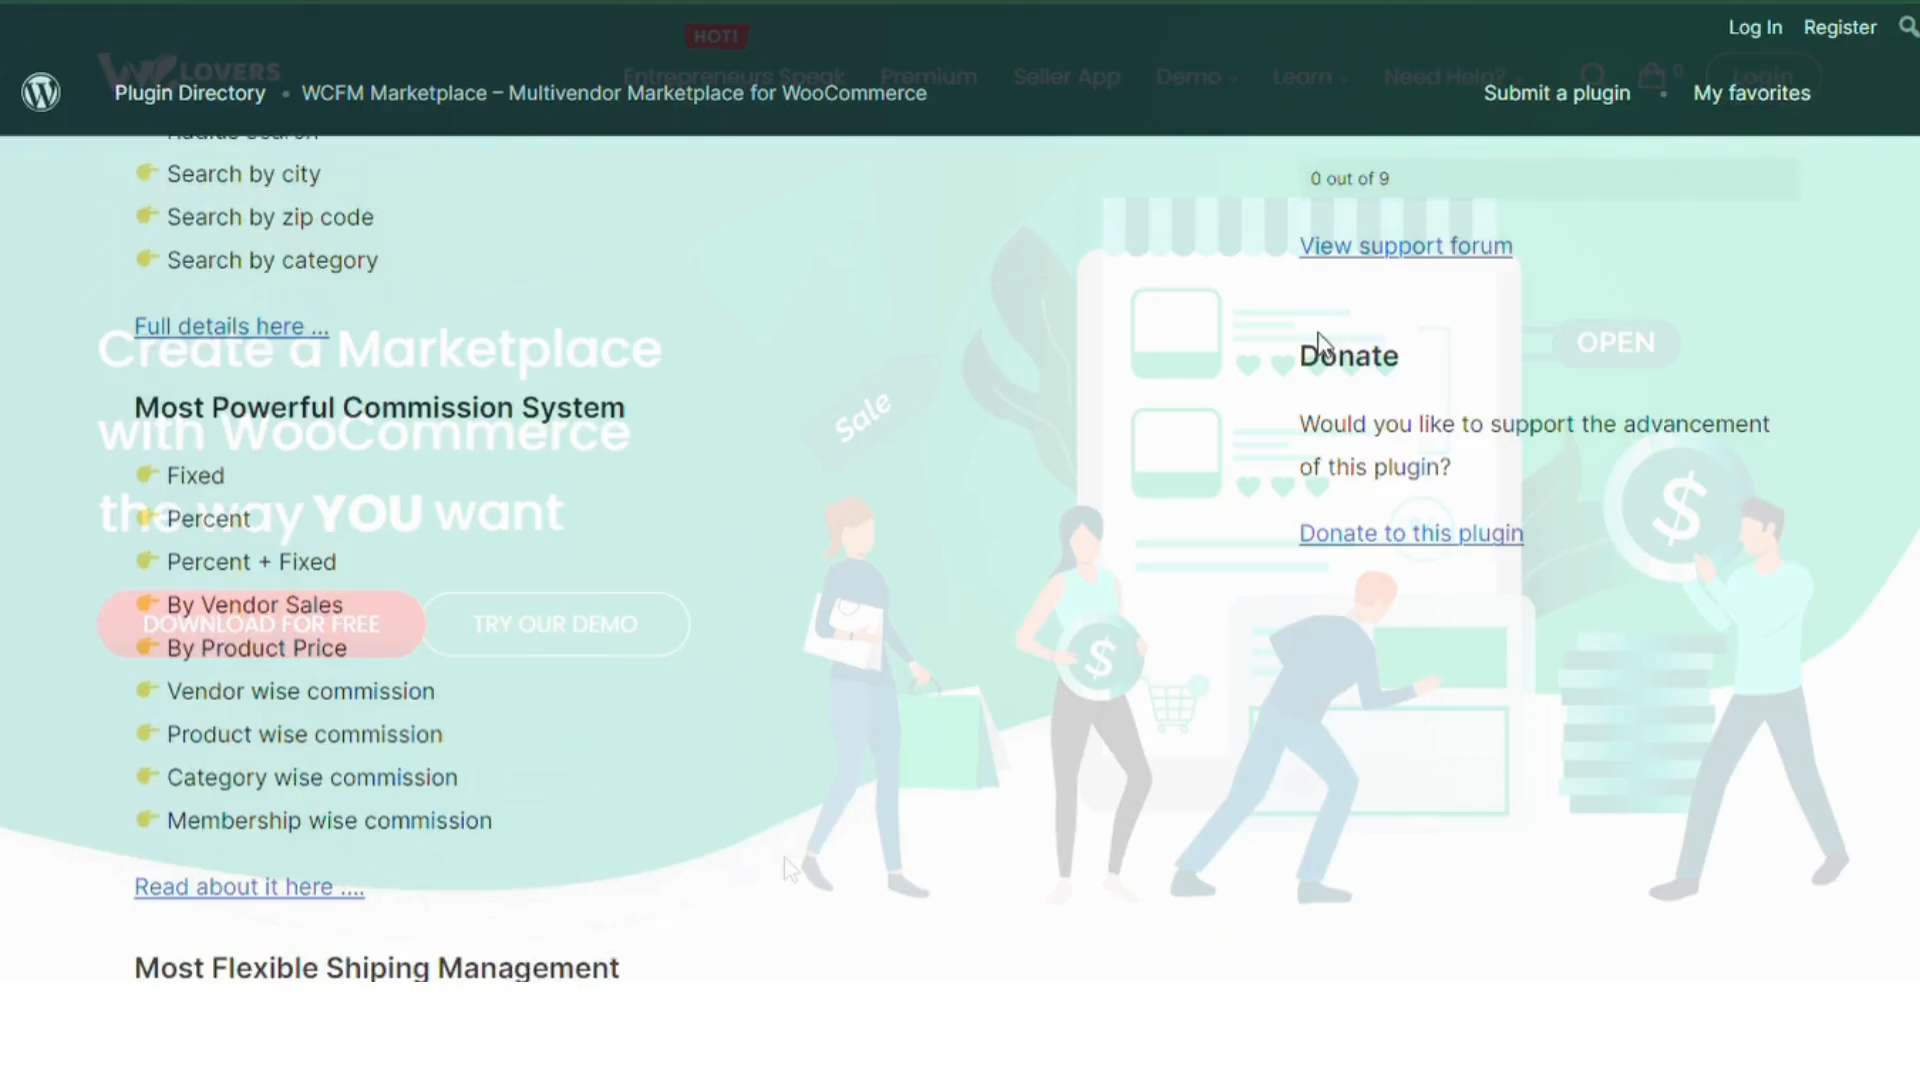 Log In Register
HOT!
LOVERS
Entrepreneurs Speak Premium Seller App Demo Learn Need Help? 0 Login
Plugin Directory • WCFM Marketplace – Multivendor Marketplace for WooCommerce
Submit a plugin • My favorites
Radius search
Search by city
Search by zip code
Search by category
Full details here ...
Most Powerful Commission System
Fixed
Percent
Percent + Fixed
By Vendor Sales
By Product Price
Vendor wise commission
Product wise commission
Category wise commission
Membership wise commission
Read about it here ....
Most Flexible Shiping Management
0 out of 9
View support forum
Donate
Would you like to support the advancement
of this plugin?
Donate to this plugin
Create a Marketplace
with WooCommerce
the way YOU want
DOWNLOAD FOR FREE
TRY OUR DEMO
Sale
OPEN
$
$